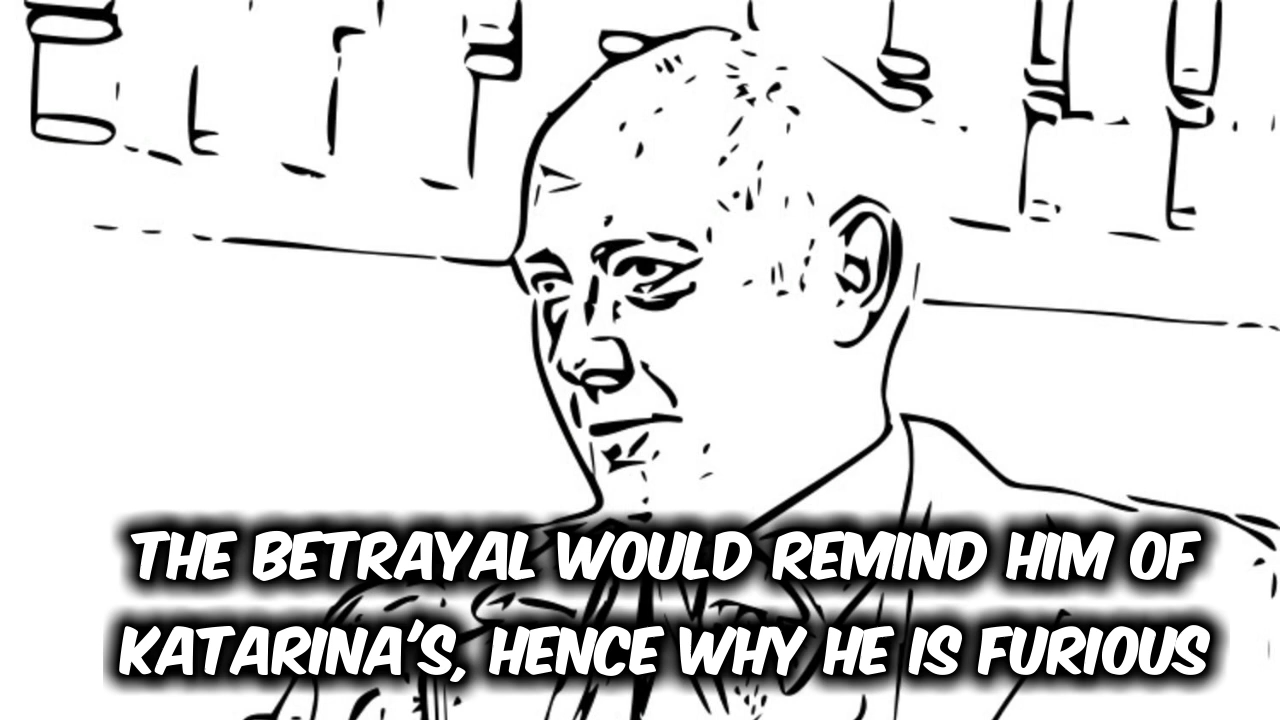 THE BETRAYAL WOULD REMIND HIM OF
KATARINA'S, HENCE WHY HE IS FURIOUS